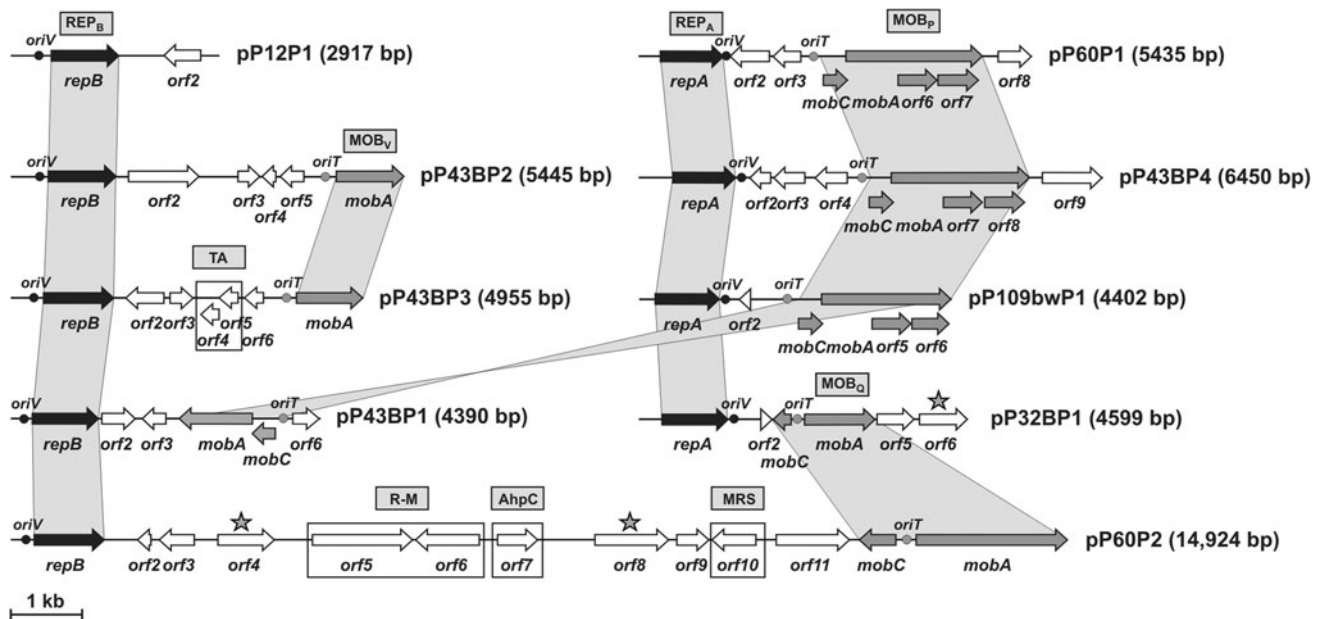 REPB
oriV
pP12P1 (2917 bp)
repB orf2
MOBV
oriV oriT
pP43BP2 (5445 bp)
repB orf2 orf3 orf4 orf5 mobA
TA
oriV oriT
pP43BP3 (4955 bp)
repB orf2 orf3 orf4 orf5 orf6 mobA
oriV oriT
pP43BP1 (4390 bp)
repB orf2 orf3 mobA mobC orf6
REPA MOBP
oriV oriT
pP60P1 (5435 bp)
repA orf2 orf3 mobC mobA orf6 orf7 orf8
oriV oriT
pP43BP4 (6450 bp)
repA orf2 orf3 orf4 mobC mobA orf7 orf8 orf9
oriV oriT
pP109bwP1 (4402 bp)
repA orf2 mobC mobA orf5 orf6
MOBQ
oriV oriT
pP32BP1 (4599 bp)
repA orf2 mobC mobA orf5 orf6
R-M AhpC MRS
oriV oriT
pP60P2 (14,924 bp)
repB orf2 orf3 orf4 orf5 orf6 orf7 orf8 orf9 orf10 orf11 mobC mobA
1 kb